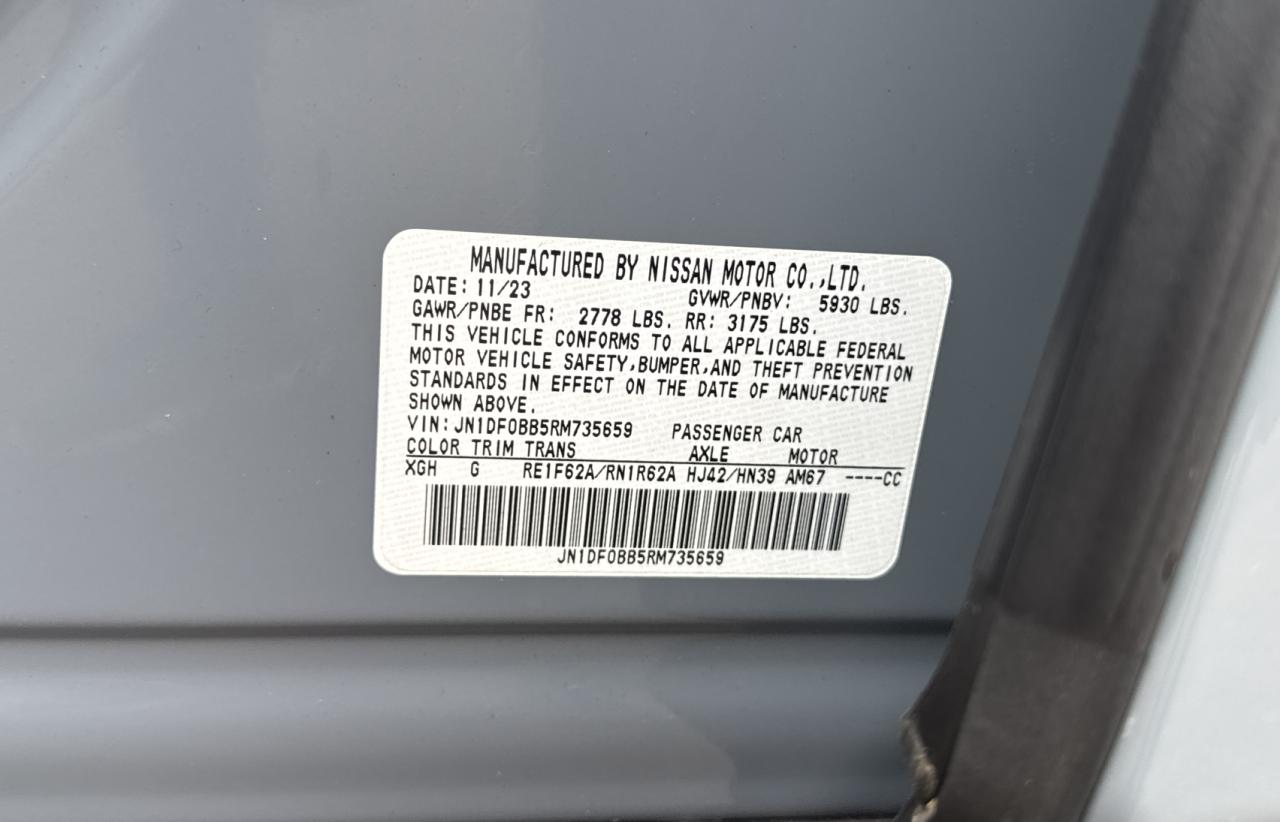 MANUFACTURED BY NISSAN MOTOR CO.,LTD.
DATE: 11/23 GVWR/PNBV: 5930 LBS.
GAWR/PNBE FR: 2778 LBS. RR: 3175 LBS.
THIS VEHICLE CONFORMS TO ALL APPLICABLE FEDERAL
MOTOR VEHICLE SAFETY,BUMPER,AND THEFT PREVENTION
STANDARDS IN EFFECT ON THE DATE OF MANUFACTURE
SHOWN ABOVE.
VIN:JN1DF0BB5RM735659 PASSENGER CAR
COLOR TRIM TRANS AXLE MOTOR
XGH G RE1F62A/RN1R62A HJ42/HN39 AM67 ----CC
JN1DF0BB5RM735659